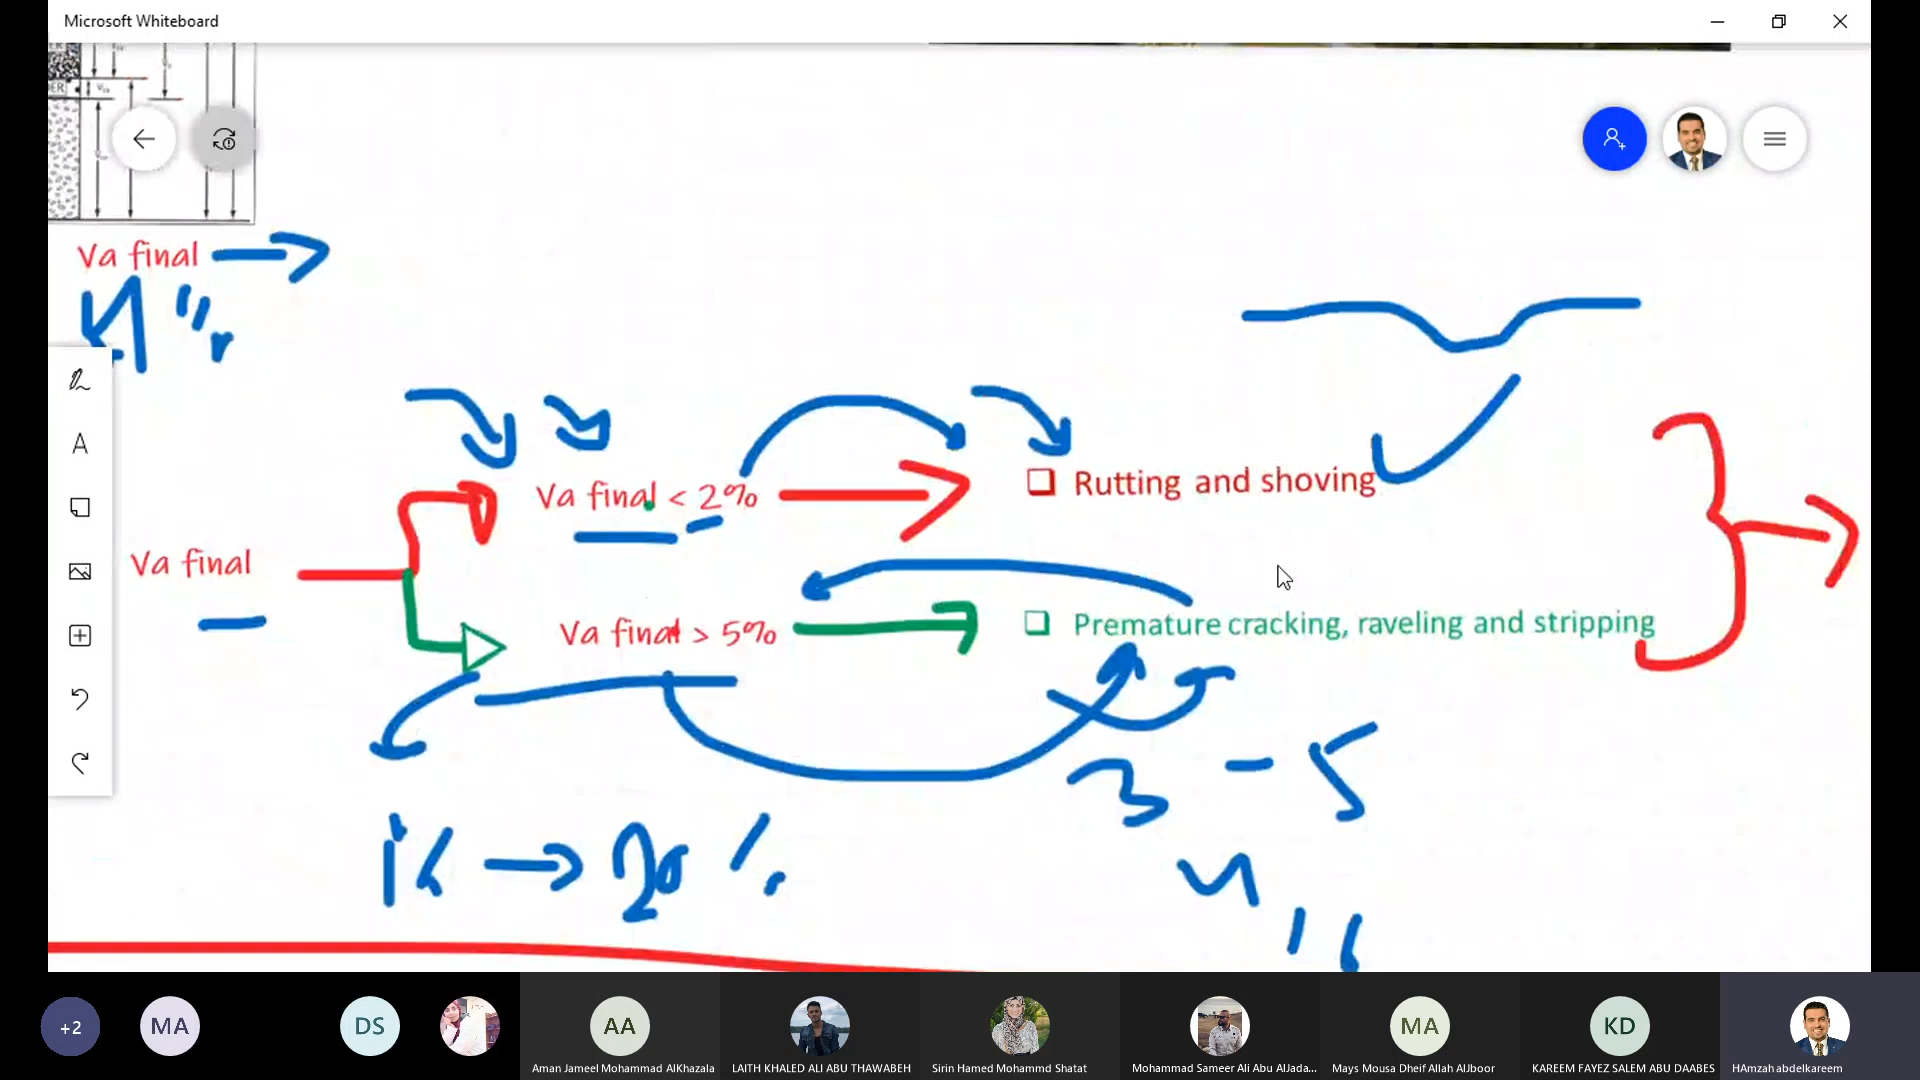 Microsoft Whiteboard
Va final
Va final < 2%
Rutting and shoving
Va final
Va final > 5%
Premature cracking, raveling and stripping
3 - 5
→ 20 %
+2
MA
DS
AA
MA
KD
Aman Jameel Mohammad AlKhazala
LAITH KHALED ALI ABU THAWABEH
Sirin Hamed Mohammd Shatat
Mohammad Sameer Ali Abu AlJada...
Mays Mousa Dheif Allah AlJboor
KAREEM FAYEZ SALEM ABU DAABES
HAmzah abdelkareem